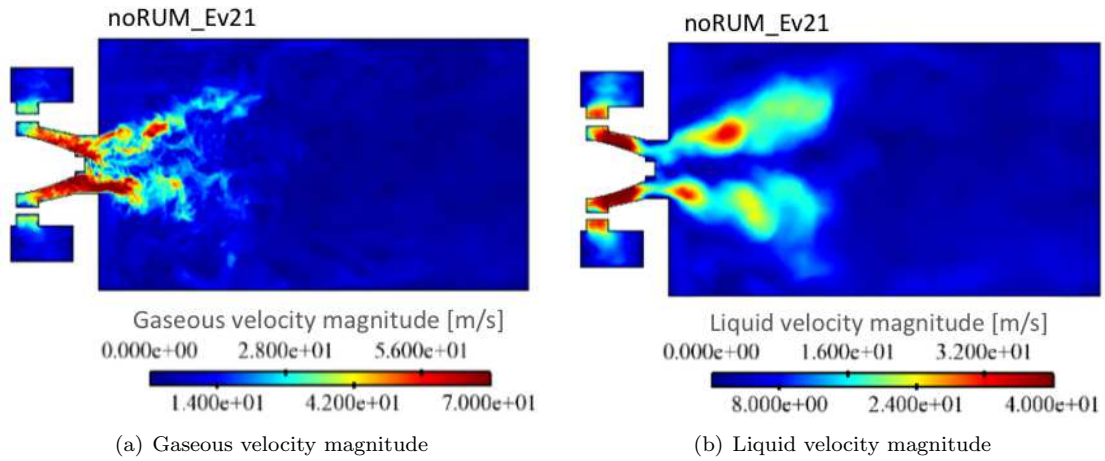 noRUM_Ev21
Gaseous velocity magnitude [m/s]
0.000e+00 2.800e+01 5.600e+01
1.400e+01 4.200e+01 7.000e+01
(a) Gaseous velocity magnitude
noRUM_Ev21
Liquid velocity magnitude [m/s]
0.000e+00 1.600e+01 3.200e+01
8.000e+00 2.400e+01 4.000e+01
(b) Liquid velocity magnitude